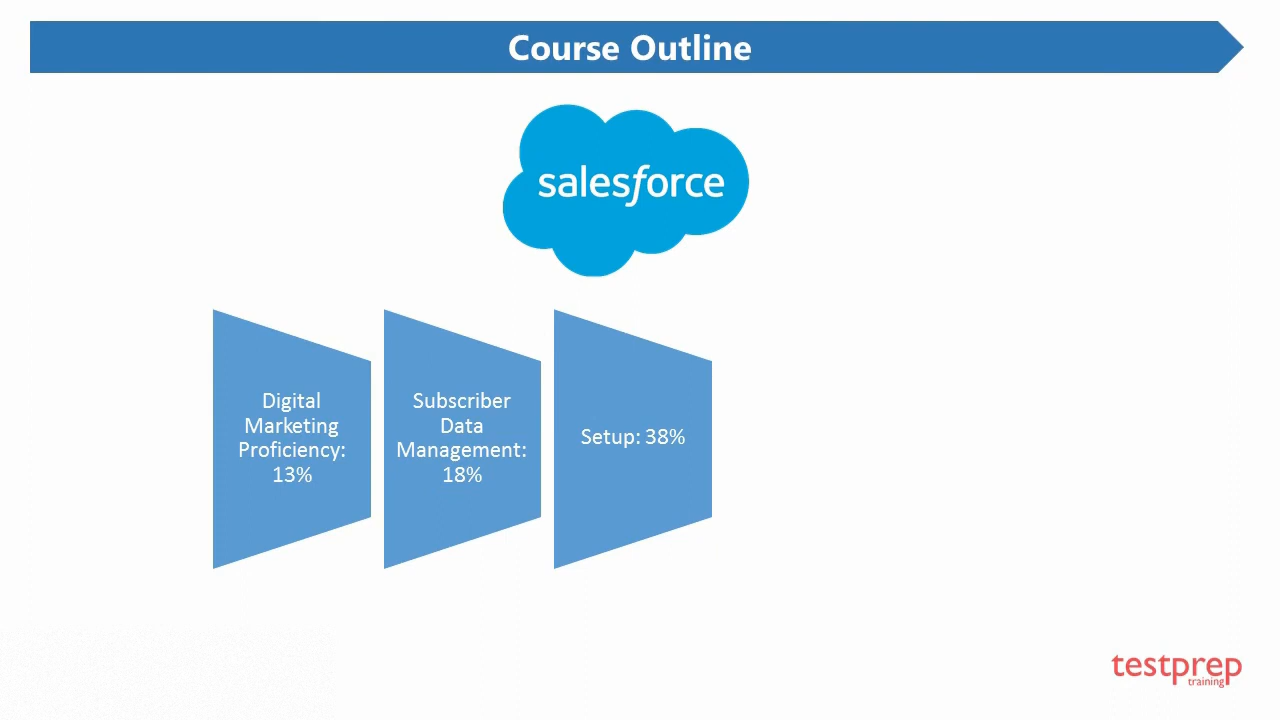 Course Outline
salesforce
Digital
Marketing
Proficiency:
13%
Subscriber
Data
Management:
18%
Setup: 38%
testprep
training